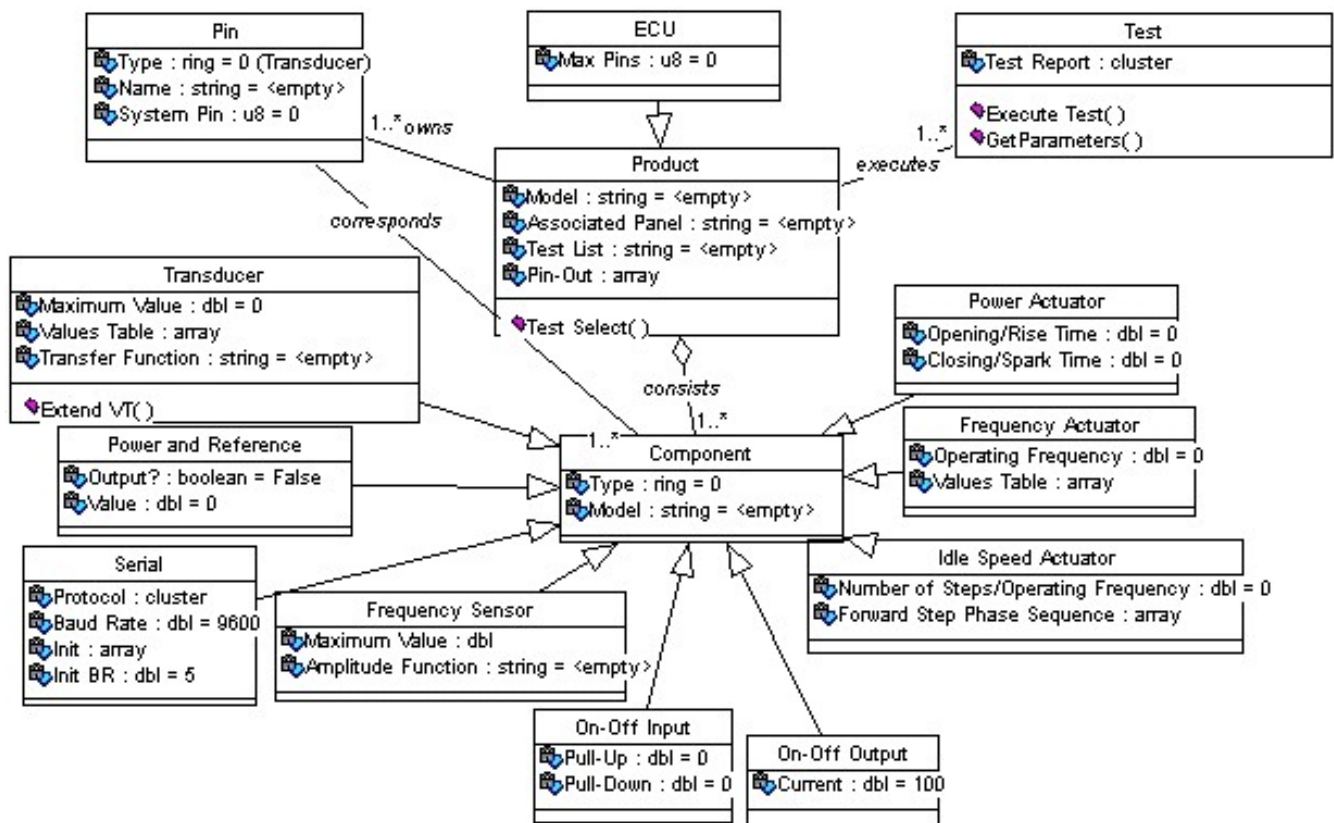 Pin
Type : ring = 0 (Transducer)
Name : string = <empty>
System Pin : u8 = 0
ECU
Max Pins : u8 = 0
Test
Test Report : cluster
Execute Test( )
GetParameters( )
1..* owns
1..*
executes
Product
Model : string = <empty>
Associated Panel : string = <empty>
Test List : string = <empty>
Pin-Out : array
Test Select( )
corresponds
Transducer
Maximum Value : dbl = 0
Values Table : array
Transfer Function : string = <empty>
Extend VT( )
Power Actuator
Opening/Rise Time : dbl = 0
Closing/Spark Time : dbl = 0
consists
1..*
1..*
Power and Reference
Output? : boolean = False
Value : dbl = 0
Component
Type : ring = 0
Model : string = <empty>
Frequency Actuator
Operating Frequency : dbl = 0
Values Table : array
Serial
Protocol : cluster
Baud Rate : dbl = 9600
Init : array
Init BR : dbl = 5
Frequency Sensor
Maximum Value : dbl
Amplitude Function : string = <empty>
Idle Speed Actuator
Number of Steps/Operating Frequency : dbl = 0
Forward Step Phase Sequence : array
On-Off Input
Pull-Up : dbl = 0
Pull-Down : dbl = 0
On-Off Output
Current : dbl = 100